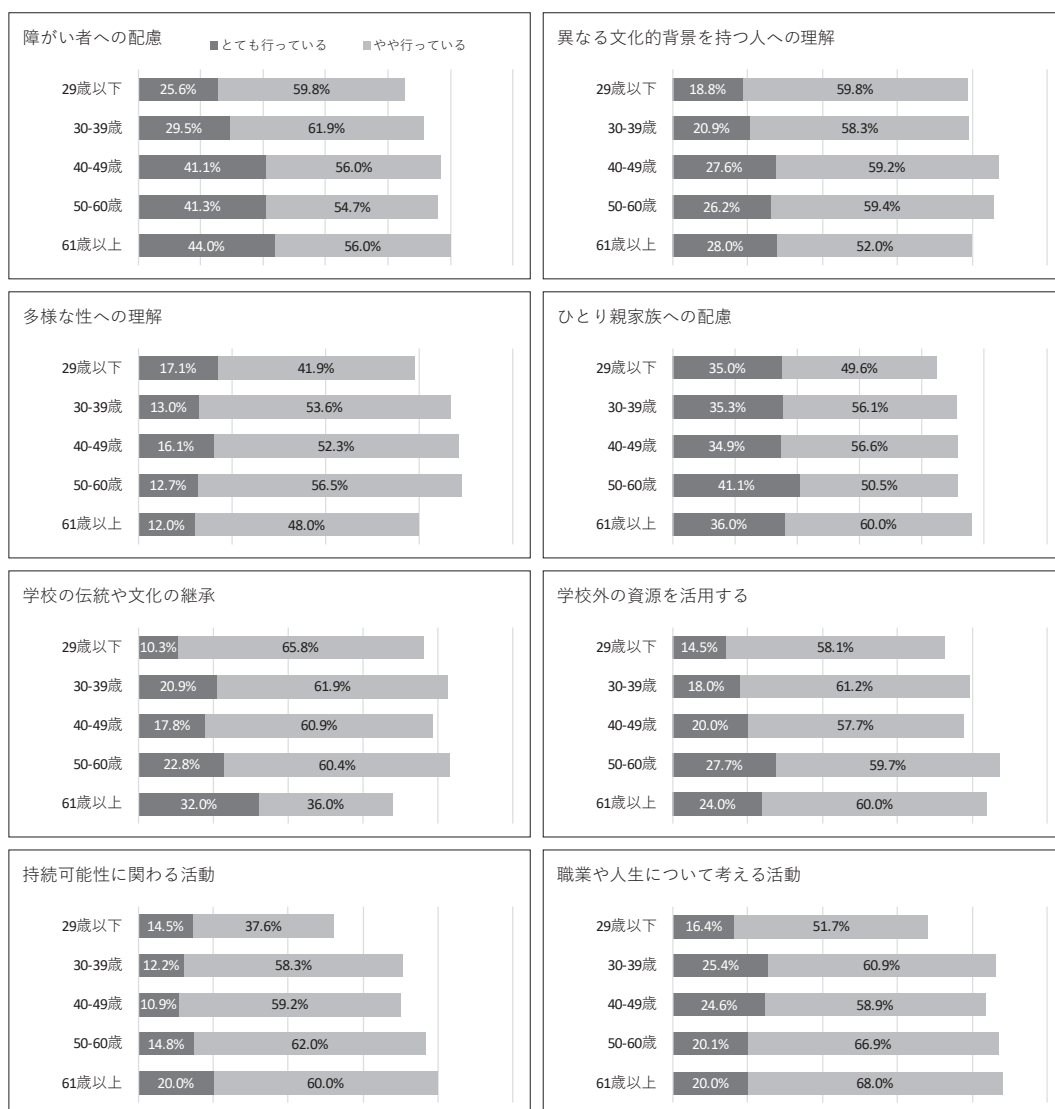 障がい者への配慮
■とても行っている ■やや行っている
29歳以下 25.6% 59.8%
30-39歳 29.5% 61.9%
40-49歳 41.1% 56.0%
50-60歳 41.3% 54.7%
61歳以上 44.0% 56.0%
異なる文化的背景を持つ人への理解
29歳以下 18.8% 59.8%
30-39歳 20.9% 58.3%
40-49歳 27.6% 59.2%
50-60歳 26.2% 59.4%
61歳以上 28.0% 52.0%
多様な性への理解
29歳以下 17.1% 41.9%
30-39歳 13.0% 53.6%
40-49歳 16.1% 52.3%
50-60歳 12.7% 56.5%
61歳以上 12.0% 48.0%
ひとり親家族への配慮
29歳以下 35.0% 49.6%
30-39歳 35.3% 56.1%
40-49歳 34.9% 56.6%
50-60歳 41.1% 50.5%
61歳以上 36.0% 60.0%
学校の伝統や文化の継承
29歳以下 10.3% 65.8%
30-39歳 20.9% 61.9%
40-49歳 17.8% 60.9%
50-60歳 22.8% 60.4%
61歳以上 32.0% 36.0%
学校外の資源を活用する
29歳以下 14.5% 58.1%
30-39歳 18.0% 61.2%
40-49歳 20.0% 57.7%
50-60歳 27.7% 59.7%
61歳以上 24.0% 60.0%
持続可能性に関わる活動
29歳以下 14.5% 37.6%
30-39歳 12.2% 58.3%
40-49歳 10.9% 59.2%
50-60歳 14.8% 62.0%
61歳以上 20.0% 60.0%
職業や人生について考える活動
29歳以下 16.4% 51.7%
30-39歳 25.4% 60.9%
40-49歳 24.6% 58.9%
50-60歳 20.1% 66.9%
61歳以上 20.0% 68.0%